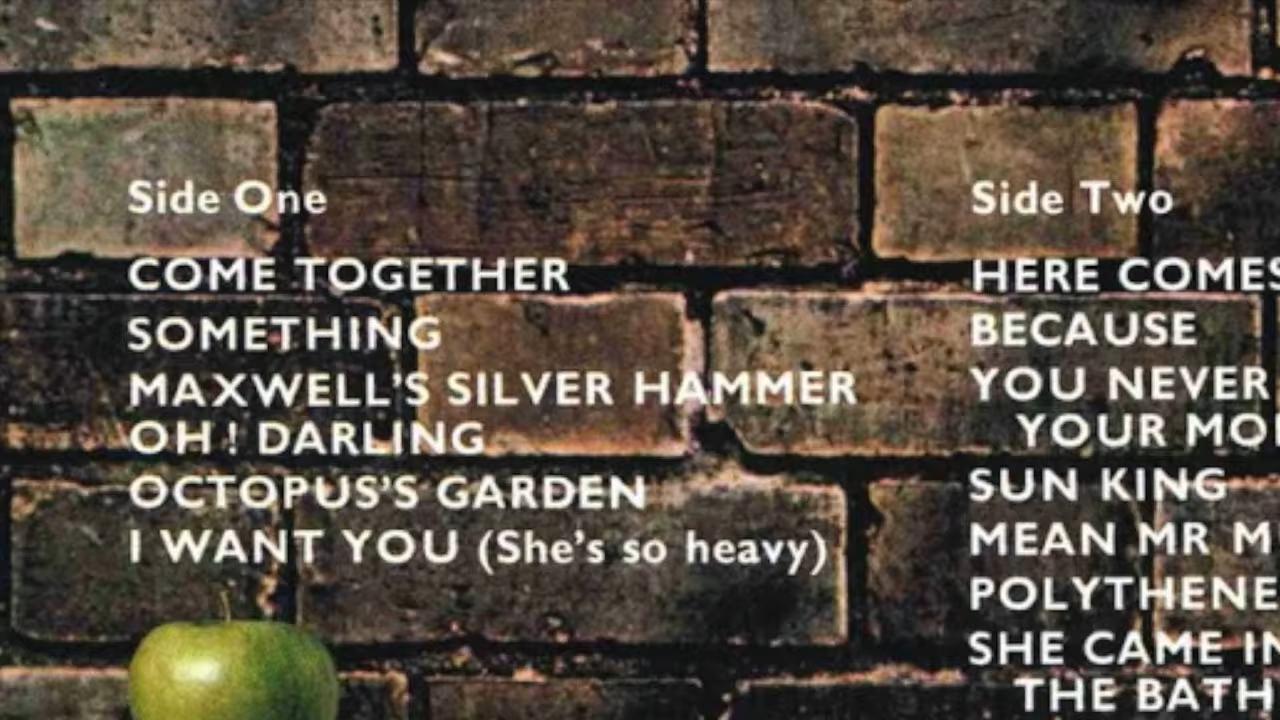 Side One
COME TOGETHER
SOMETHING
MAXWELL'S SILVER HAMMER
OH! DARLING
OCTOPUS'S GARDEN
I WANT YOU (She's so heavy)
Side Two
HERE COMES
BECAUSE
YOU NEVER
YOUR
SUN KING
MEAN MR
POLYTHENE
SHE CAME IN
THE BATH